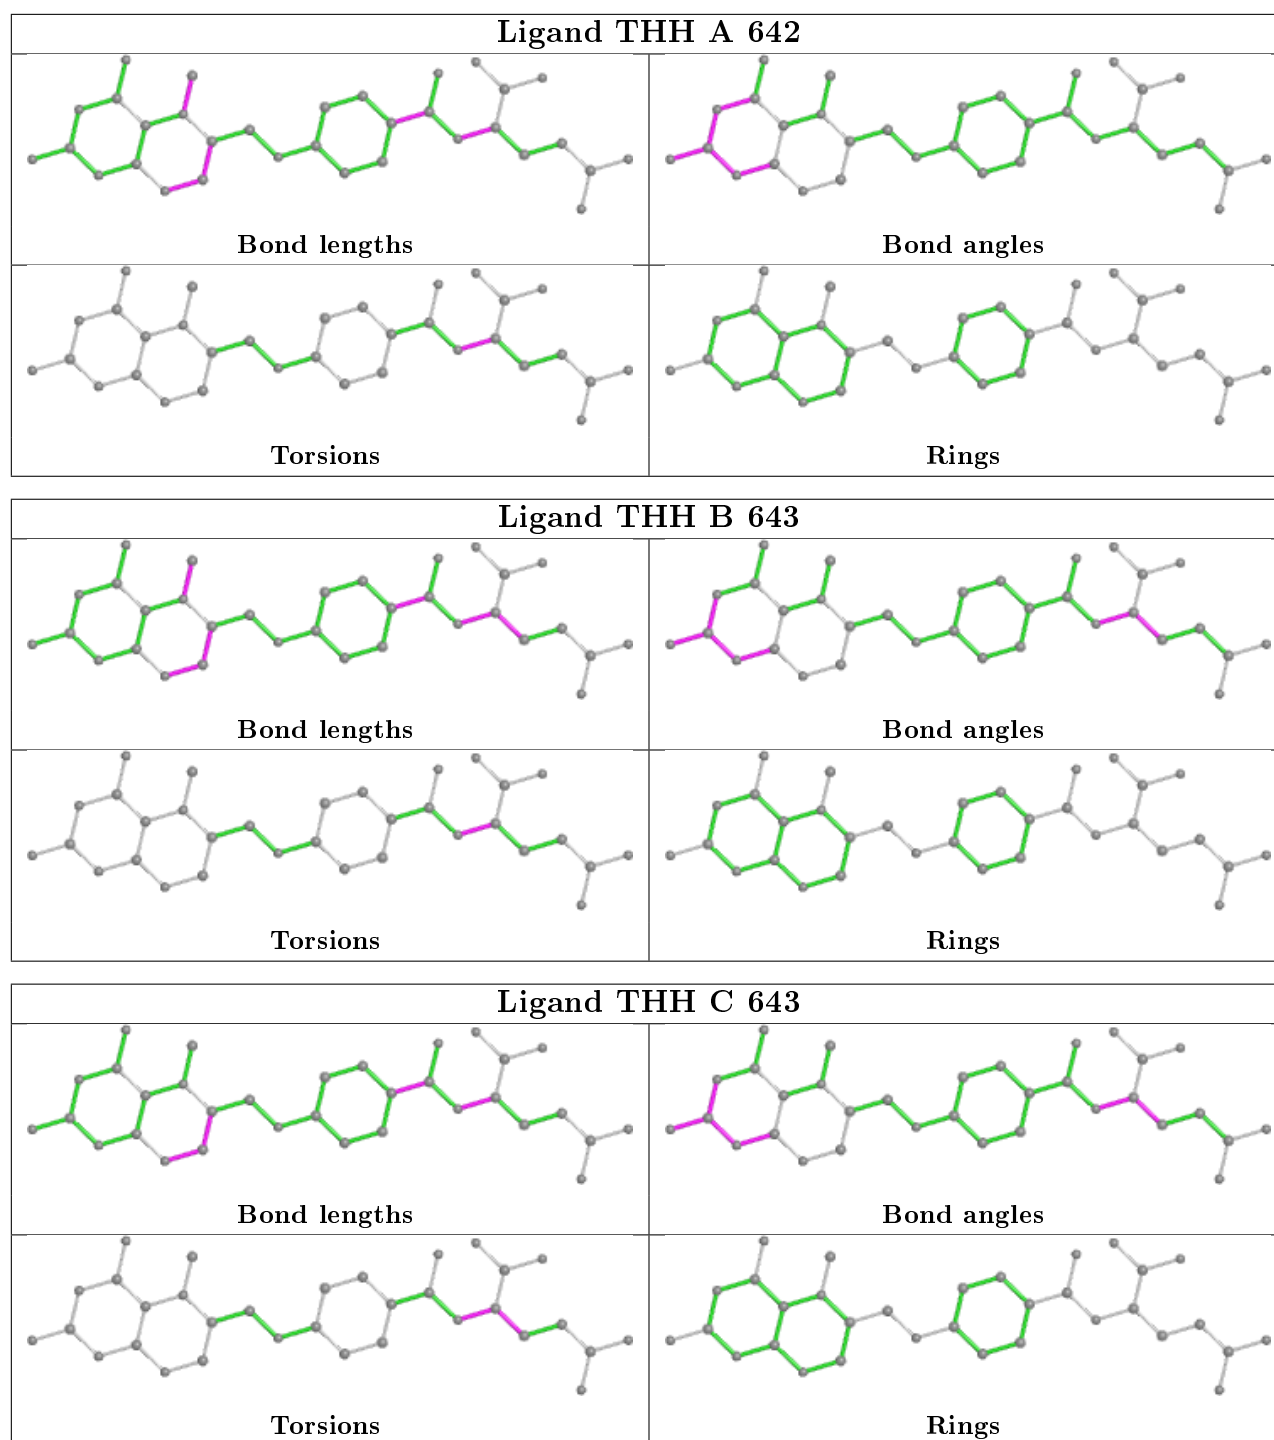 Ligand THH A 642
Bond lengths
Bond angles
Torsions
Rings
Ligand THH B 643
Bond lengths
Bond angles
Torsions
Rings
Ligand THH C 643
Bond lengths
Bond angles
Torsions
Rings